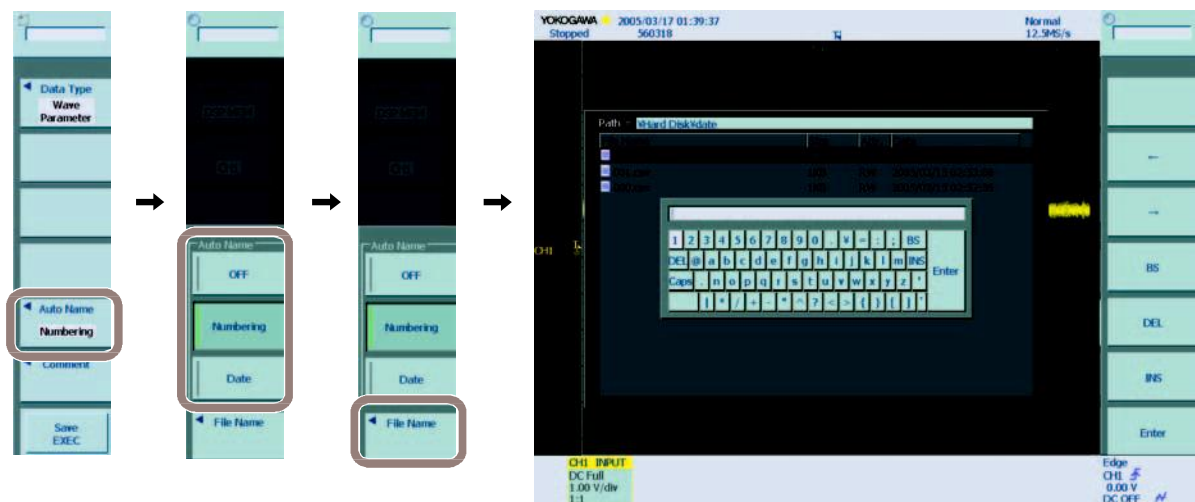 Data Type
Wave
Parameter
Auto Name
Numbering
Comment
Save
EXEC
Auto Name
OFF
Numbering
Date
File Name
Auto Name
OFF
Numbering
Date
File Name
YOKOGAWA 2005/03/17 01:39:37
Stopped 560318
Normal
12.5MS/s
Path = ¥Hard Disk¥date
CH1
1 2 3 4 5 6 7 8 9 0 . ¥ = : ; BS
DEL @ a b c d e f g h i j k l m INS
Caps . n o p q r s t u v w x y z
Enter
← 
→
BS
DEL
INS
Enter
CH1 INPUT
DC Full
1.00 V/div
1:1
Edge
CH1
0.00 V
DC OFF